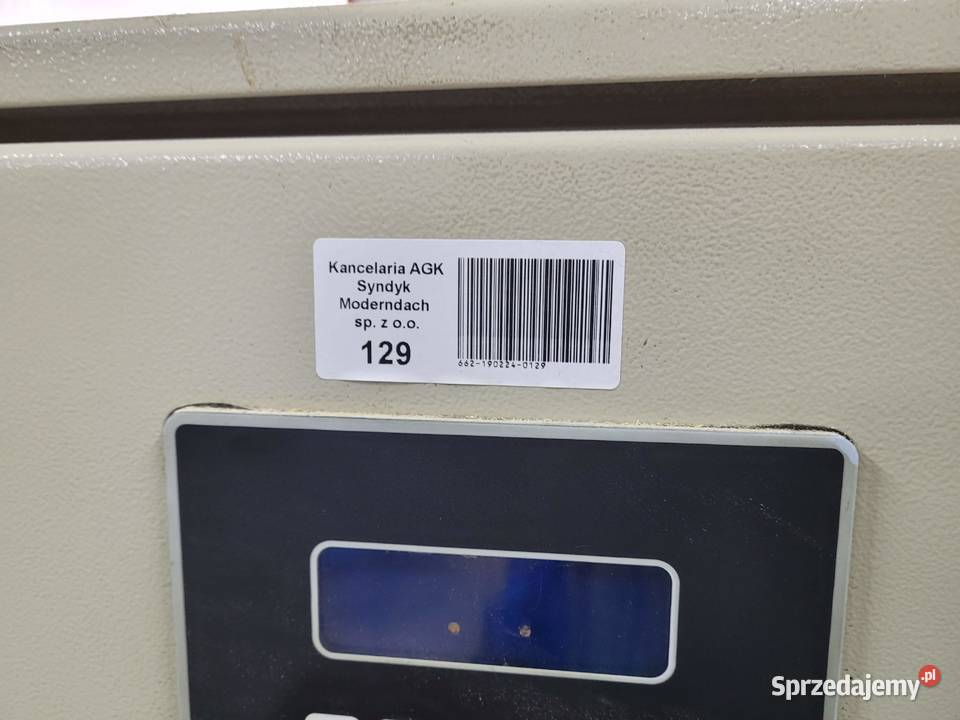 Kancelaria AGK
Syndyk
Moderndach
sp. z o.o.
129
662-190224-0129
Sprzedajemy.pl